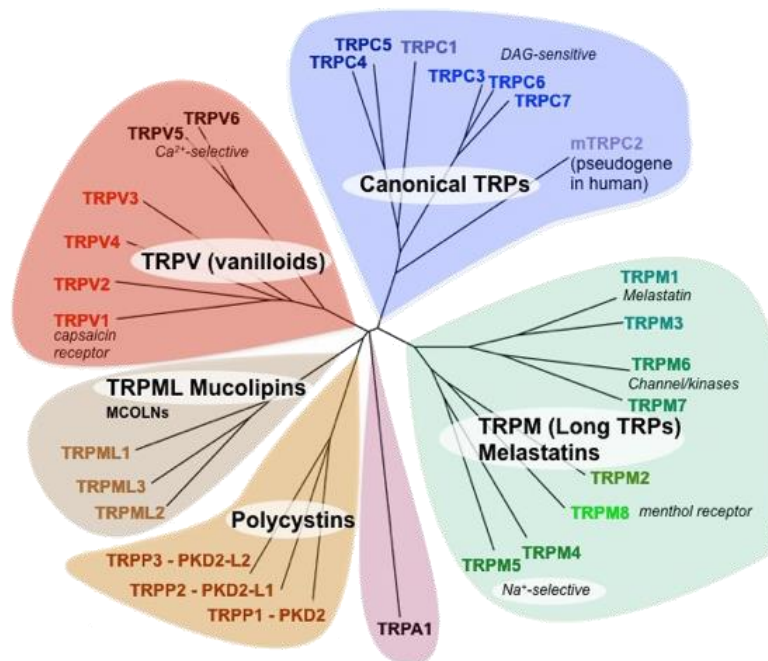 TRPC5
TRPC4
TRPC1
DAG-sensitive
TRPC3
TRPC6
TRPC7
mTRPC2
(pseudogene
in human)
Canonical TRPs
TRPV6
TRPV5
Ca²⁺-selective
TRPV3
TRPV4
TRPV (vanilloids)
TRPV2
TRPV1
capsaicin
receptor
TRPM1
Melastatin
TRPM3
TRPM6
Channel/kinases
TRPM7
TRPM (Long TRPs)
Melastatins
TRPM2
TRPM8 menthol receptor
TRPM4
TRPM5
Na⁺-selective
TRPML Mucolipins
MCOLNs
TRPML1
TRPML3
TRPML2
Polycystins
TRPP3 - PKD2-L2
TRPP2 - PKD2-L1
TRPP1 - PKD2
TRPA1